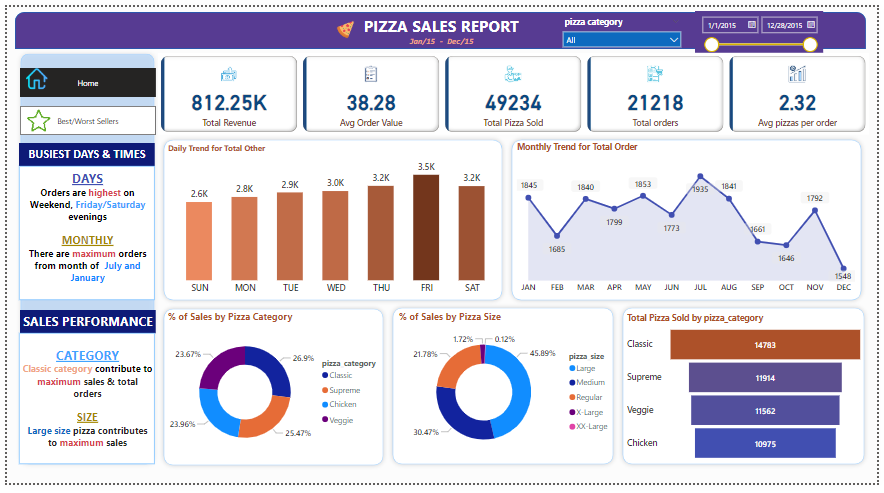 PIZZA SALES REPORT
Jan/15 - Dec/15
pizza category
All
1/1/2015
12/28/2015
Home
Best/Worst Sellers
812.25K
Total Revenue
38.28
Avg Order Value
49234
Total Pizza Sold
21218
Total orders
2.32
Avg pizzas per order
BUSIEST DAYS & TIMES
DAYS
Orders are highest on
Weekend, Friday/Saturday
evenings
MONTHLY
There are maximum orders
from month of July and
January
SALES PERFORMANCE
CATEGORY
Classic category contribute to
maximum sales & total
orders
SIZE
Large size pizza contributes
to maximum sales
Daily Trend for Total Other
2.6K
2.8K
2.9K
3.0K
3.2K
3.5K
3.2K
SUN
MON
TUE
WED
THU
FRI
SAT
Monthly Trend for Total Order
1845
1685
1840
1799
1853
1773
1935
1841
1661
1646
1792
1548
JAN
FEB
MAR
APR
MAY
JUN
JUL
AUG
SEP
OCT
NOV
DEC
% of Sales by Pizza Category
23.67%
26.9%
23.96%
25.47%
pizza_category
Classic
Supreme
Chicken
Veggie
% of Sales by Pizza Size
1.72%
0.12%
21.78%
45.89%
30.47%
pizza_size
Large
Medium
Regular
X-Large
XX-Large
Total Pizza Sold by pizza_category
Classic
14783
Supreme
11914
Veggie
11562
Chicken
10975